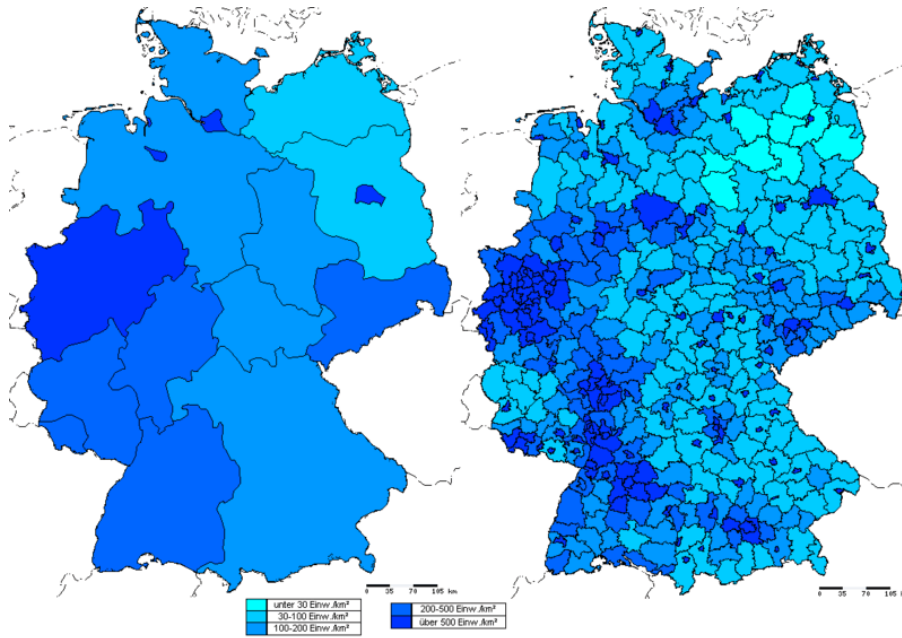 0 35 70 105 km
0 35 70 105 km
unter 30 Einw./km²
30-100 Einw./km²
100-200 Einw./km²
200-500 Einw./km²
über 500 Einw./km²